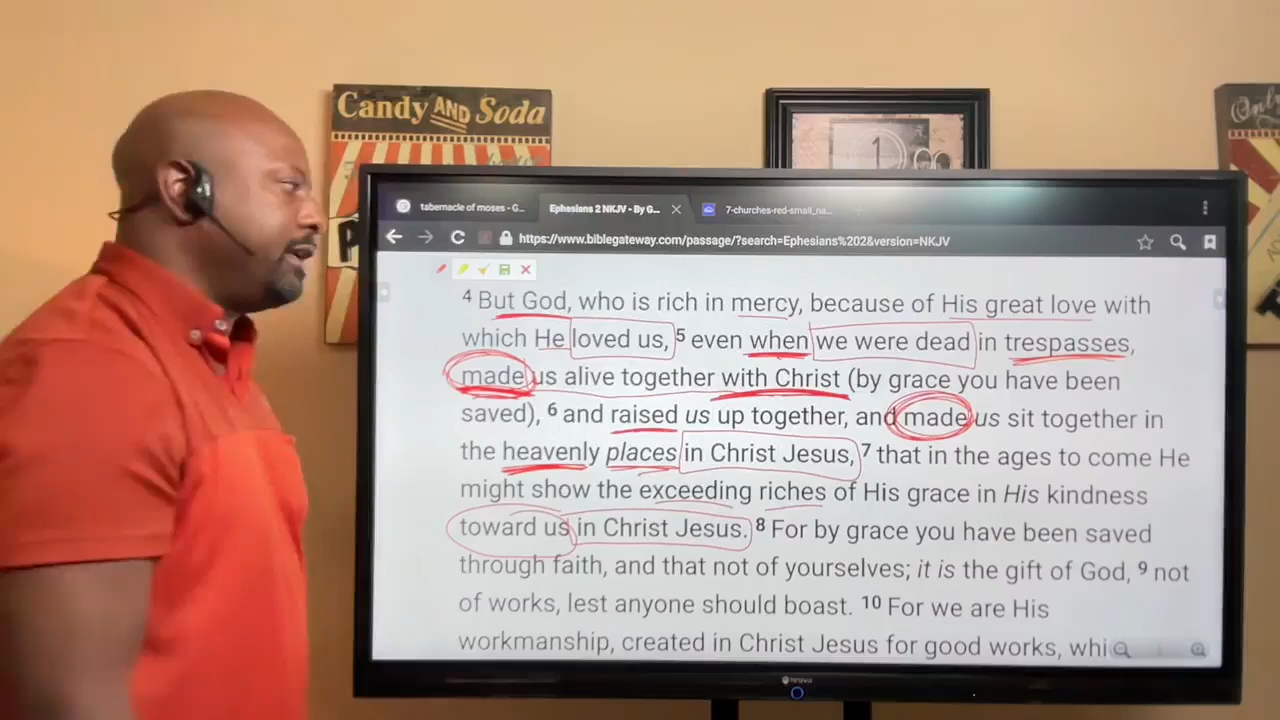 Candy AND Soda
Only
1
tabernacle of moses - G...
Ephesians 2 NKJV - By G...
7-churches-red-small_na...
https://www.biblegateway.com/passage/?search=Ephesians%202&version=NKJV
4 But God, who is rich in mercy, because of His great love with
which He loved us, 5 even when we were dead in trespasses,
made us alive together with Christ (by grace you have been
saved), 6 and raised us up together, and made us sit together in
the heavenly places in Christ Jesus, 7 that in the ages to come He
might show the exceeding riches of His grace in His kindness
toward us in Christ Jesus. 8 For by grace you have been saved
through faith, and that not of yourselves; it is the gift of God, 9 not
of works, lest anyone should boast. 10 For we are His
workmanship, created in Christ Jesus for good works, whi